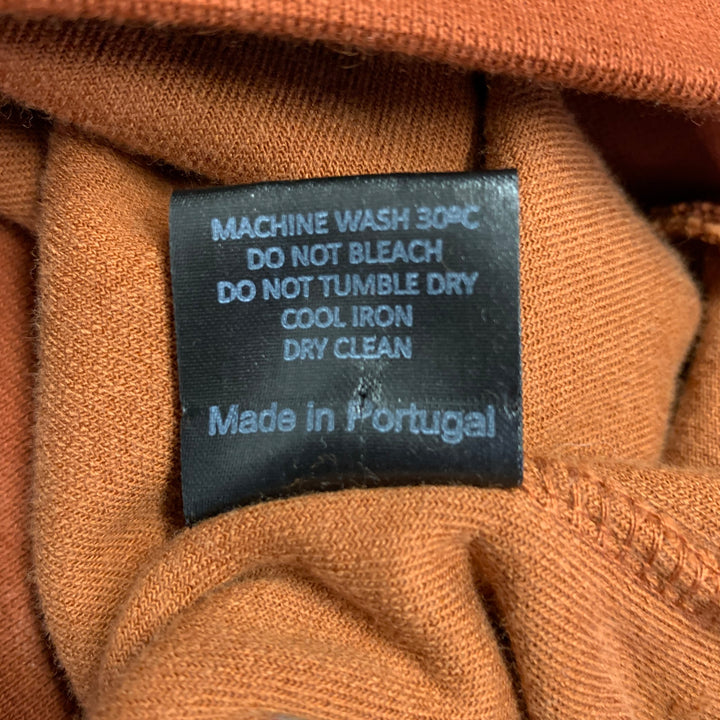 MACHINE WASH 30ºC
DO NOT BLEACH
DO NOT TUMBLE DRY
COOL IRON
DRY CLEAN
Made in Portugal